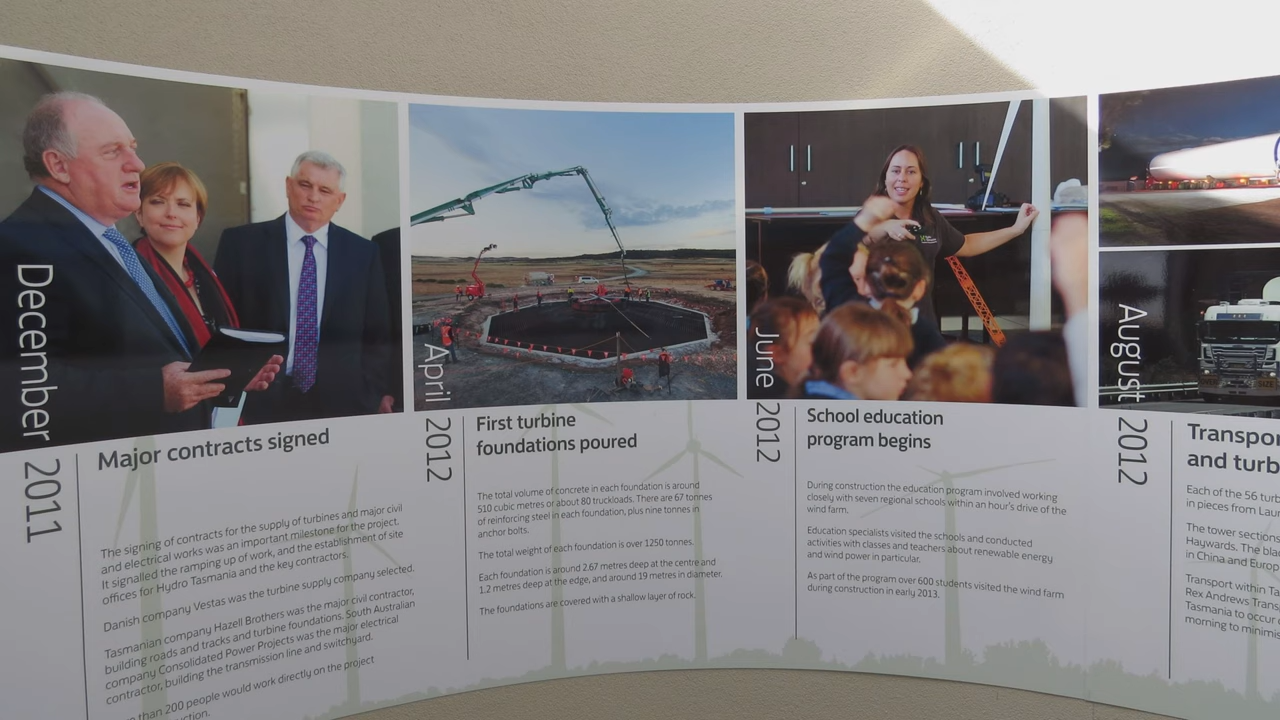 December 2011
Major contracts signed
The signing of contracts for the supply of turbines and major civil
and electrical works was an important milestone for the project.
It signalled the ramping up of work, and the establishment of site
offices for Hydro Tasmania and the key contractors.
Danish company Vestas was the turbine supply company selected.
Tasmanian company Hazell Brothers was the major civil contractor,
building roads and tracks and turbine foundations. South Australian
company Consolidated Power Projects was the major electrical
contractor, building the transmission line and switchyard.
than 200 people would work directly on the project
April 2012
First turbine
foundations poured
The total volume of concrete in each foundation is around
510 cubic metres or about 80 truckloads. There are 67 tonnes
of reinforcing steel in each foundation, plus nine tonnes in
anchor bolts.
The total weight of each foundation is over 1250 tonnes.
Each foundation is around 2.67 metres deep at the centre and
1.2 metres deep at the edge, and around 19 metres in diameter.
The foundations are covered with a shallow layer of rock.
June 2012
School education
program begins
During construction the education program involved working
closely with seven regional schools within an hour's drive of the
wind farm.
Education specialists visited the schools and conducted
activities with classes and teachers about renewable energy
and wind power in particular.
As part of the program over 600 students visited the wind farm
during construction in early 2013.
August 2012
Transpor
and turb
Each of the 56 turb
in pieces from Laun
The tower sections
Haywards. The bla
in China and Europ
Transport within Ta
Rex Andrews Trans
Tasmania to occur
morning to minimi